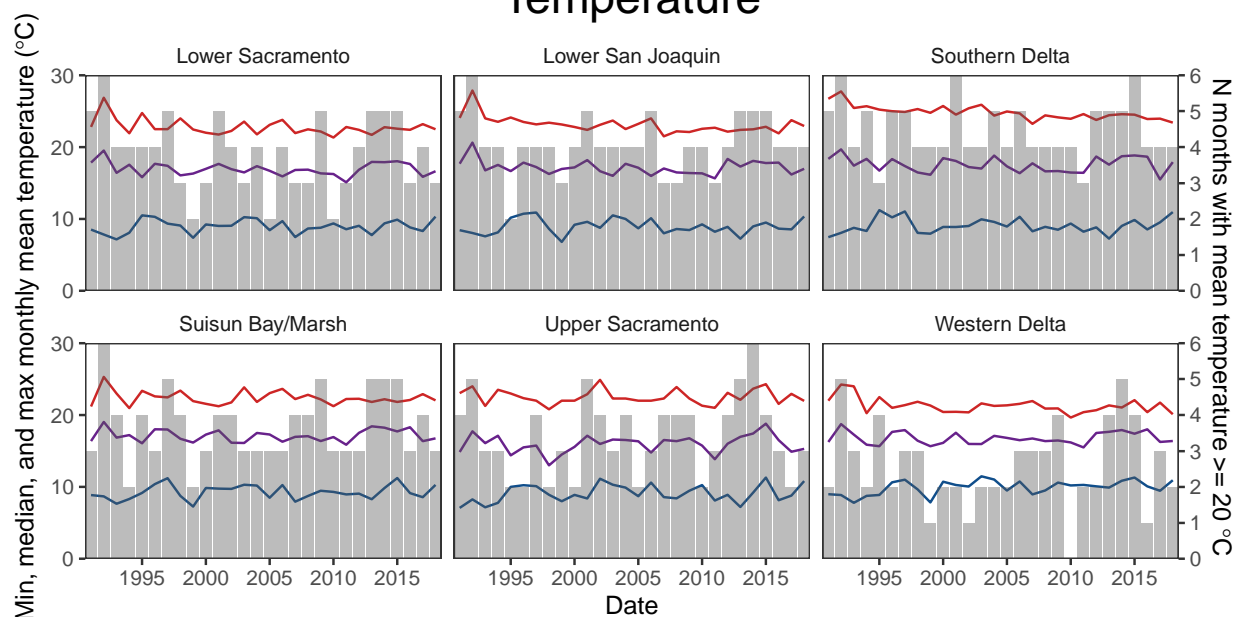 Temperature
Min, median, and max monthly mean temperature (°C)
Lower Sacramento
Lower San Joaquin
Southern Delta
30
20
10
0
6
5
4
3
2
1
0
Suisun Bay/Marsh
Upper Sacramento
Western Delta
30
20
10
0
6
5
4
3
2
1
0
N months with mean temperature >= 20 °C
1995 2000 2005 2010 2015
1995 2000 2005 2010 2015
1995 2000 2005 2010 2015
Date